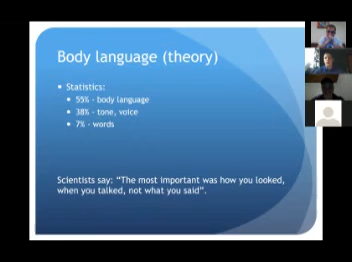 Body language (theory)
Statistics:
55% - body language
38% - tone, voice
7% - words
Scientists say: "The most important was how you looked,
when you talked, not what you said".